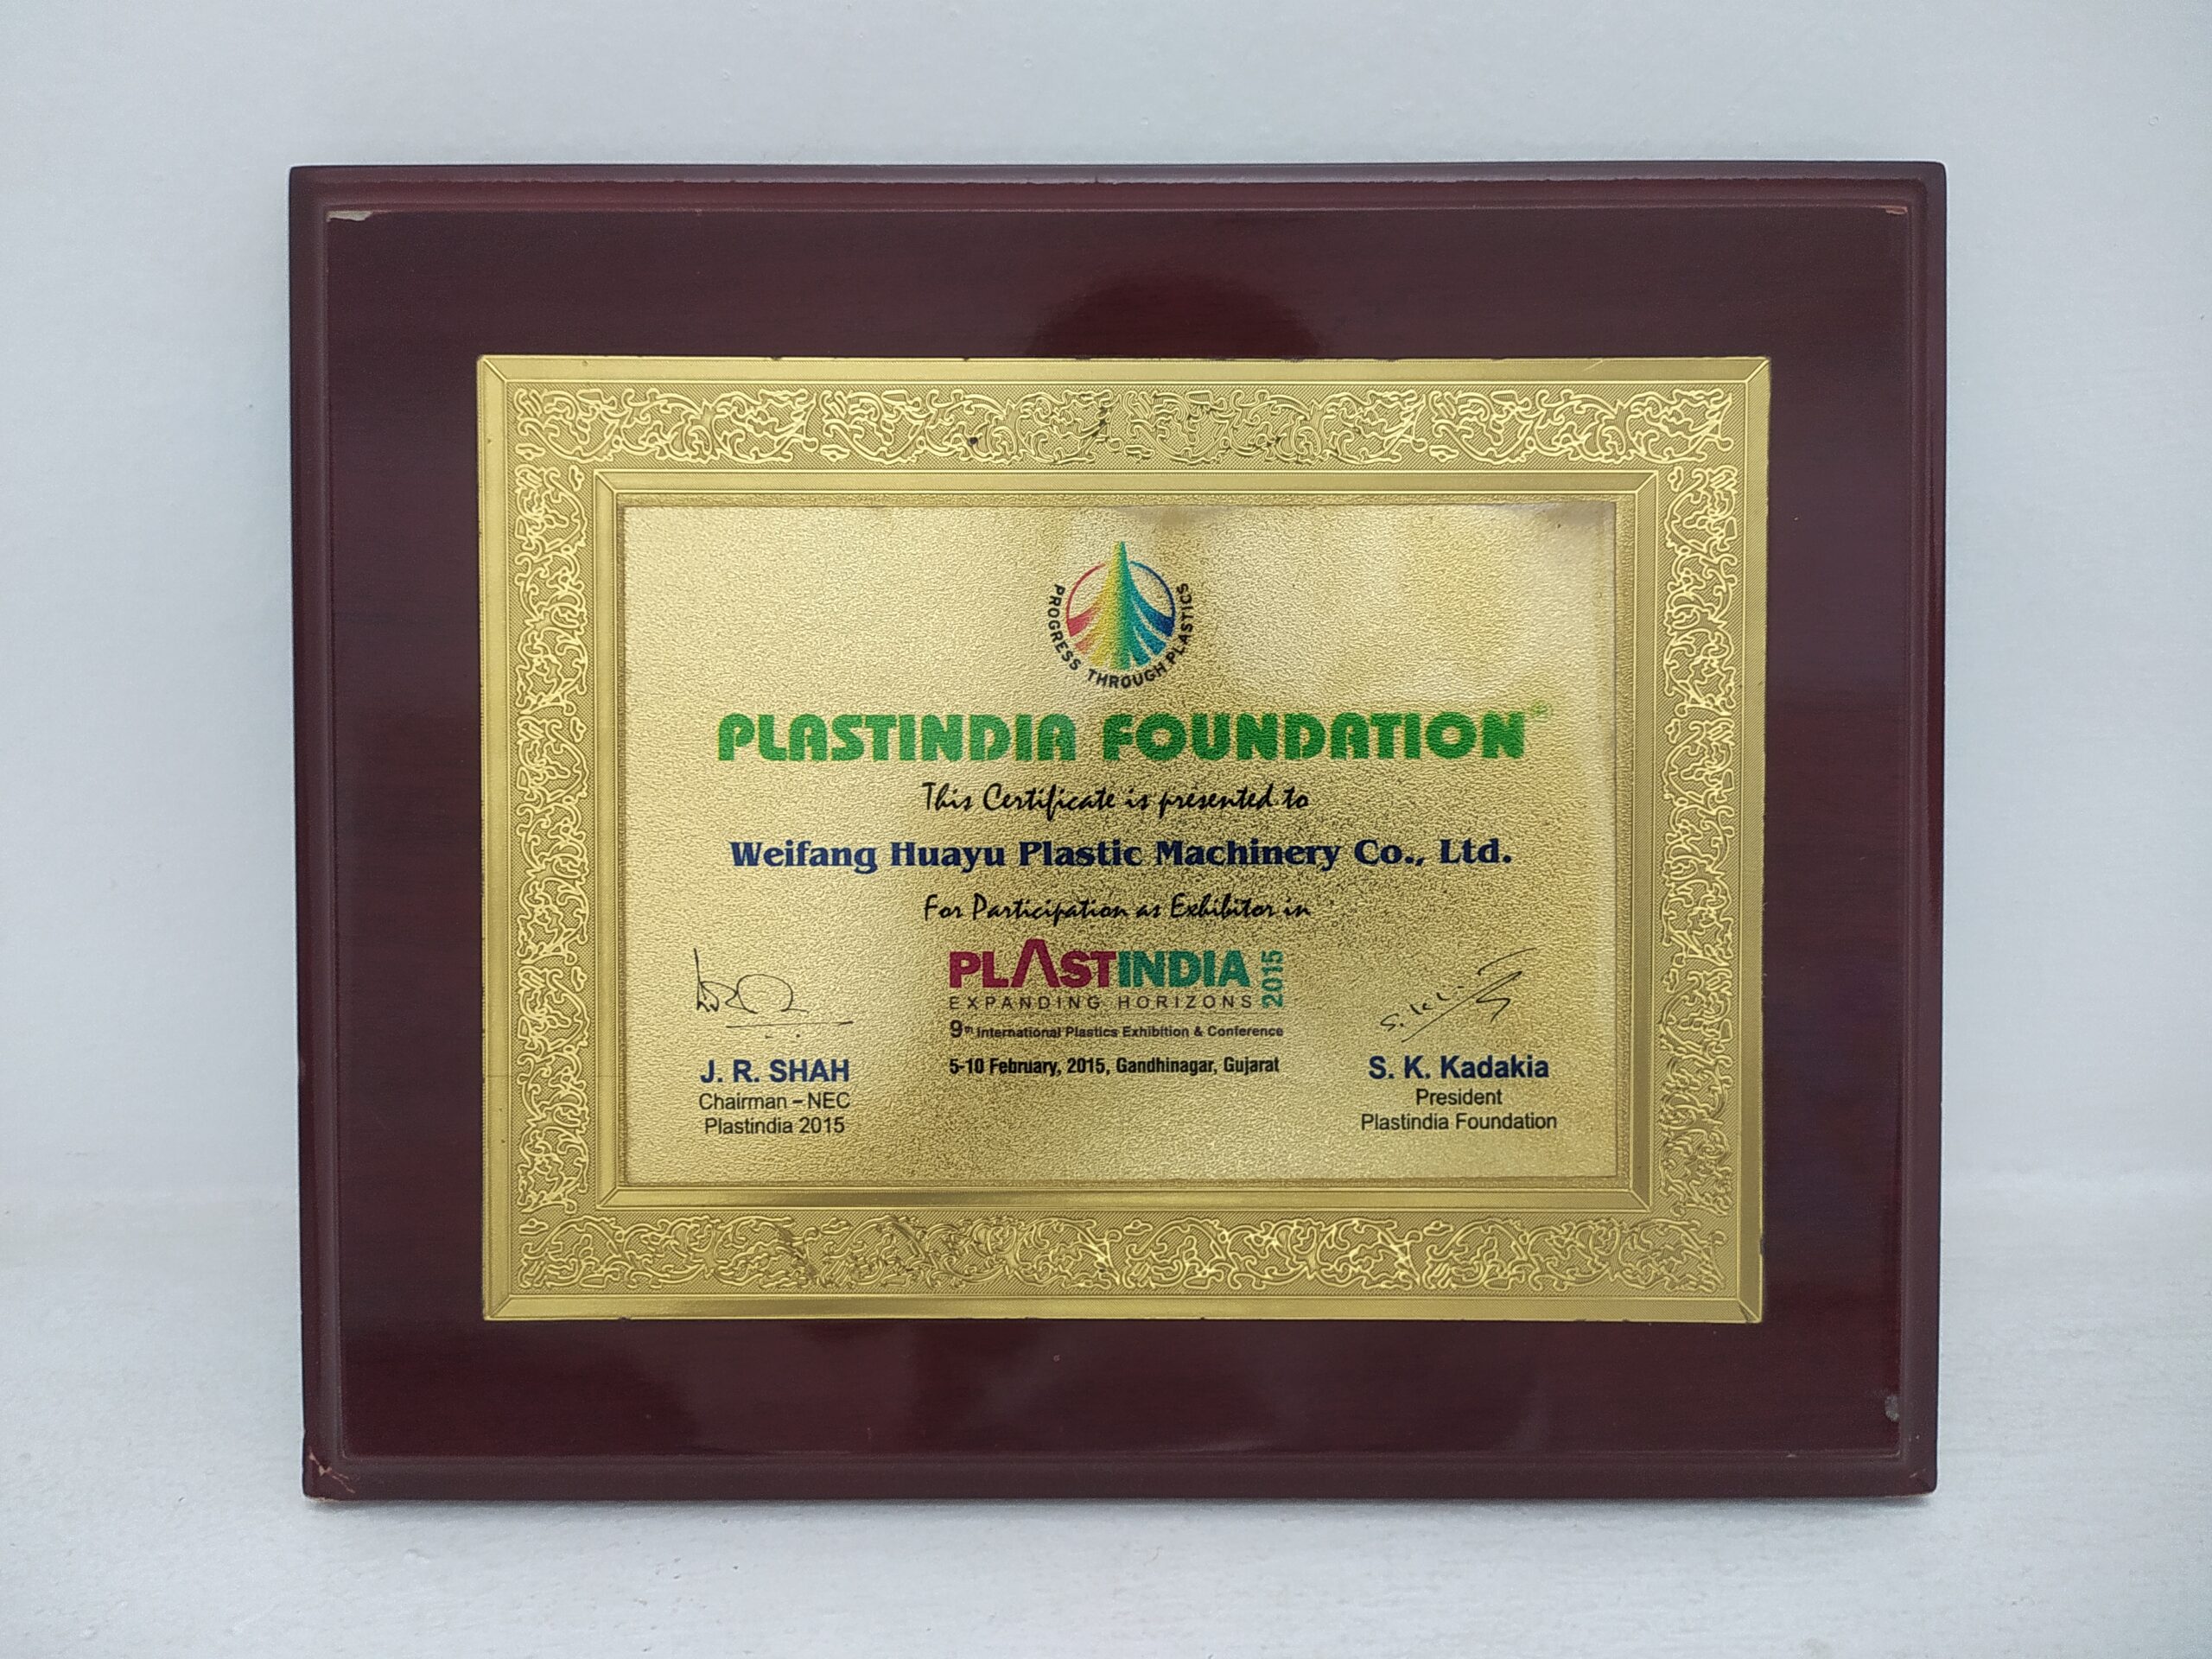 PROGRESS THROUGH PLASTICS
PLASTINDIA FOUNDATION®
This Certificate is presented to
Weifang Huayu Plastic Machinery Co., Ltd.
For Participation as Exhibitor in
PLASTINDIA 2015
EXPANDING HORIZONS
9th International Plastics Exhibition & Conference
5-10 February, 2015, Gandhinagar, Gujarat
J. R. SHAH
Chairman – NEC
Plastindia 2015
S. K. Kadakia
President
Plastindia Foundation